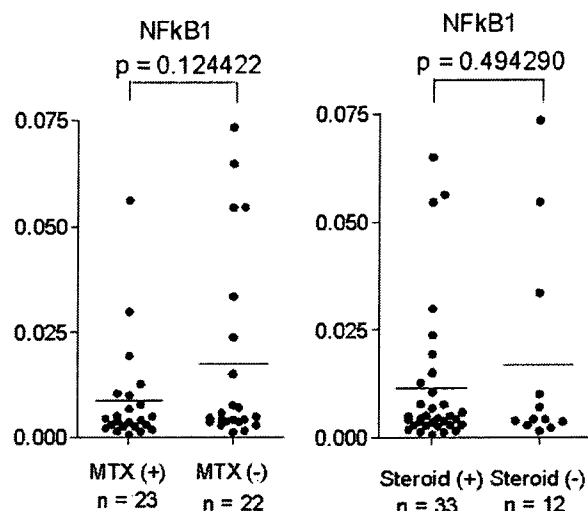 NFkB1
p = 0.124422
0.075
0.050
0.025
0.000
MTX (+) MTX (-)
n = 23 n = 22
NFkB1
p = 0.494290
0.075
0.050
0.025
0.000
Steroid (+) Steroid (-)
n = 33 n = 12